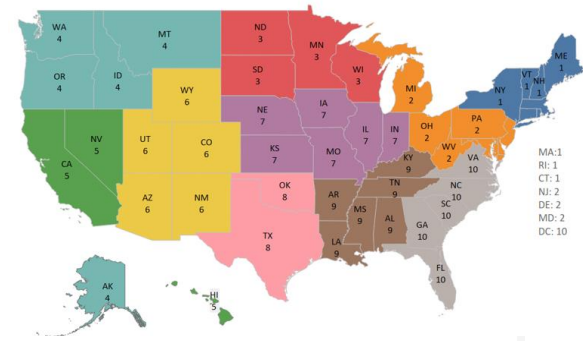 WA
4
MT
4
ND
3
MN
3
ME
1
OR
4
ID
4
SD
3
WI
3
VT
1
NH
1
NY
1
MI
2
WY
6
NE
7
IA
7
PA
2
OH
2
NV
5
UT
6
CO
6
IL
7
IN
7
WV
2
CA
5
KS
7
MO
7
KY
9
VA
10
MA:1
RI: 1
CT: 1
NJ: 2
DE: 2
MD: 2
DC: 10
AZ
6
NM
6
OK
8
AR
9
TN
9
NC
10
SC
10
MS
9
AL
9
GA
10
TX
8
LA
9
FL
10
AK
4
HI
5